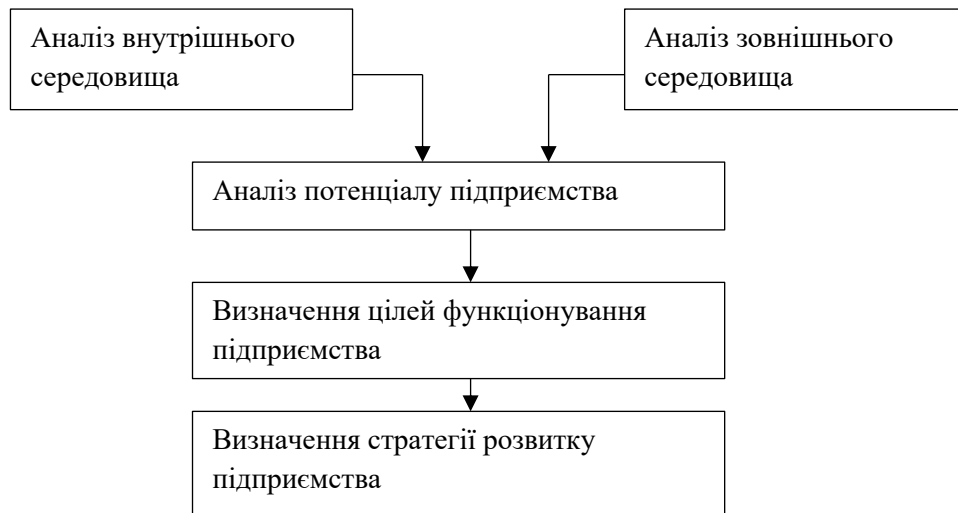 Аналіз внутрішнього
середовища
Аналіз зовнішнього
середовища
Аналіз потенціалу підприємства
Визначення цілей функціонування
підприємства
Визначення стратегії розвитку
підприємства